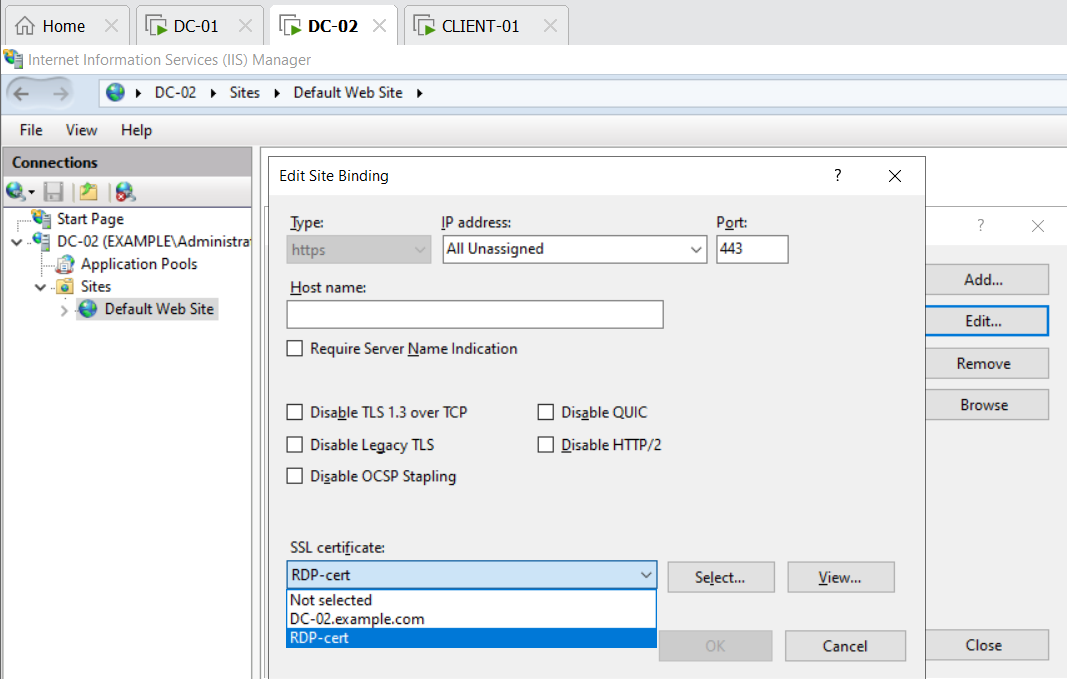 Home
DC-01
DC-02
CLIENT-01
Internet Information Services (IIS) Manager
DC-02 Sites Default Web Site
File View Help
Connections
Start Page
DC-02 (EXAMPLE\Administra
Application Pools
Sites
Default Web Site
Edit Site Binding
?
Type: IP address: Port:
https All Unassigned 443
Host name:
Require Server Name Indication
Disable TLS 1.3 over TCP Disable QUIC
Disable Legacy TLS Disable HTTP/2
Disable OCSP Stapling
SSL certificate:
RDP-cert Select... View...
Not selected
DC-02.example.com
RDP-cert
OK Cancel
?
Add...
Edit...
Remove
Browse
Close